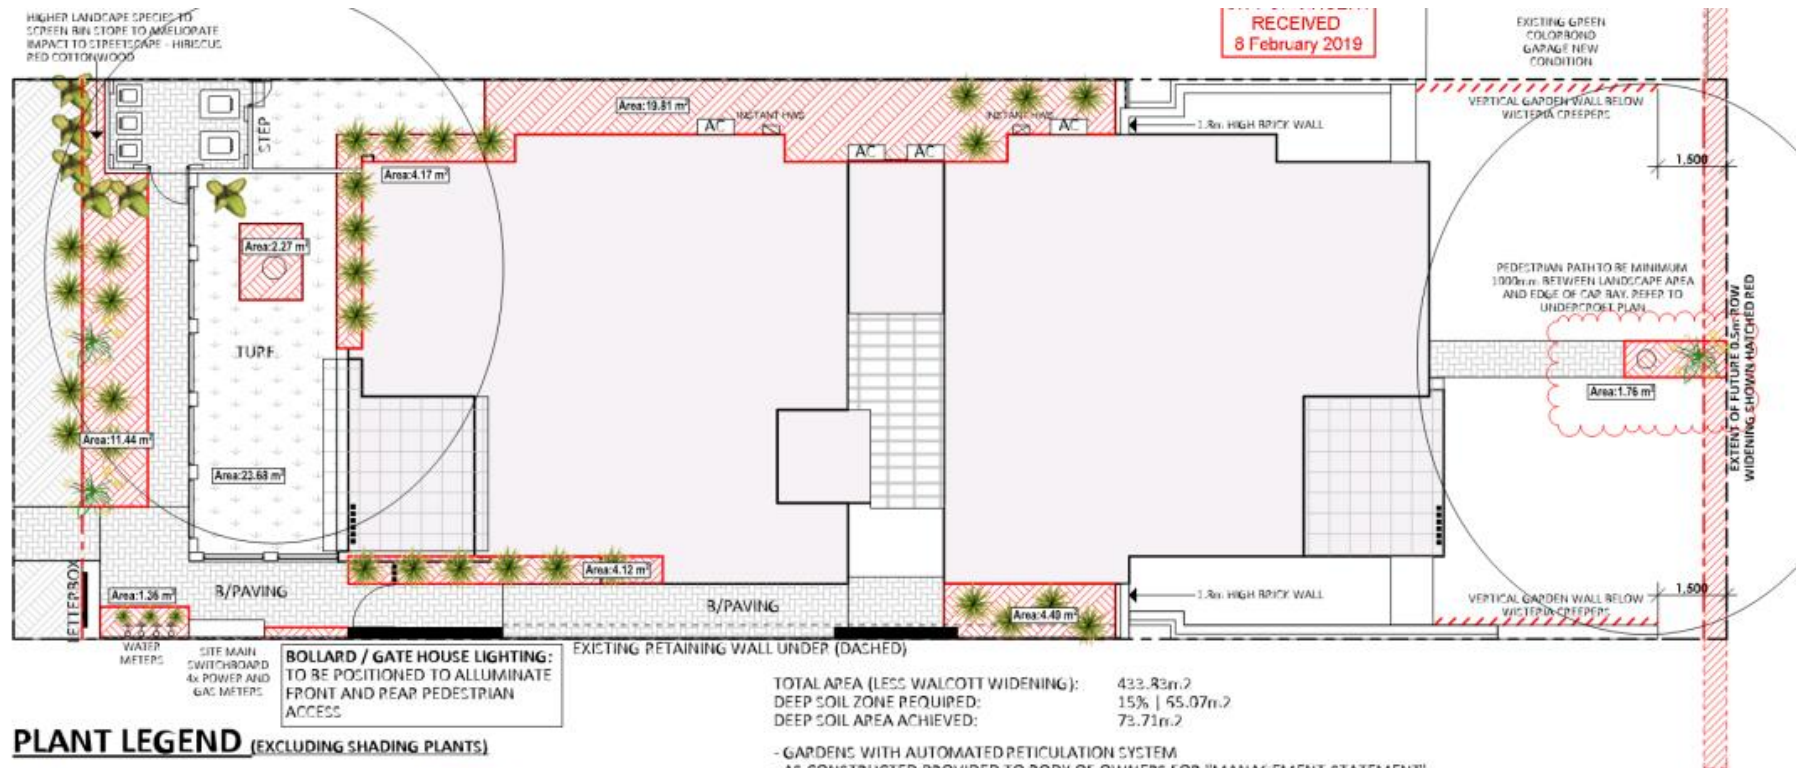 HIGHER LANDSCAPE SPECIES TO
SCREEN BIN STORE TO AMELIORATE
IMPACT TO STREETSCAPE - HIBISCUS
RED COTTONWOOD
RECEIVED
8 February 2019
EXISTING GREEN
COLORBOND
GARAGE NEW
CONDITION
STEP
Area:19.81 m²
INSTANT HWS
AC
INSTANT HWS
AC
AC
AC
1.8m HIGH BRICK WALL
VERTICAL GARDEN WALL BELOW
WISTERIA CREEPERS
1,500
Area:4.17 m²
Area:2.27 m²
PEDESTRIAN PATH TO BE MINIMUM
1000mm BETWEEN LANDSCAPE AREA
AND EDGE OF CAR BAY. REFER TO
UNDERCROFT PLAN
TURF
Area:1.76 m²
EXTENT OF FUTURE 0.5m ROW
WIDENING SHOWN HATCHED RED
Area:11.44 m²
Area:23.68 m²
Area:4.12 m²
LETTERBOX
Area:1.36 m²
B/PAVING
B/PAVING
Area:4.40 m²
1.8m HIGH BRICK WALL
VERTICAL GARDEN WALL BELOW
WISTERIA CREEPERS
1,500
WATER
METERS
SITE MAIN
SWITCHBOARD
4x POWER AND
GAS METERS
BOLLARD / GATE HOUSE LIGHTING:
TO BE POSITIONED TO ALLUMINATE
FRONT AND REAR PEDESTRIAN
ACCESS
EXISTING RETAINING WALL UNDER (DASHED)
TOTAL AREA (LESS WALCOTT WIDENING): 433.83m2
DEEP SOIL ZONE REQUIRED: 15% | 65.07m2
DEEP SOIL AREA ACHIEVED: 73.71m2
PLANT LEGEND (EXCLUDING SHADING PLANTS)
- GARDENS WITH AUTOMATED RETICULATION SYSTEM